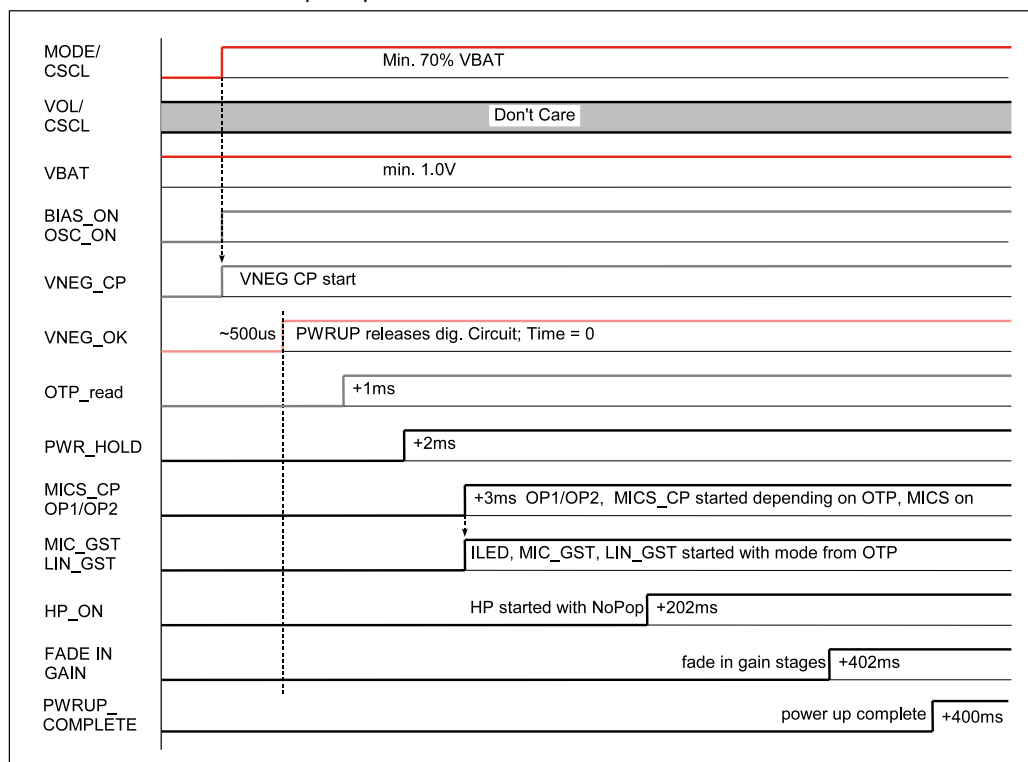 MODE/
CSCL
Min. 70% VBAT
VOL/
CSCL
Don't Care
VBAT
min. 1.0V
BIAS_ON
OSC_ON
VNEG_CP
VNEG CP start
VNEG_OK
~500us
PWRUP releases dig. Circuit; Time = 0
OTP_read
+1ms
PWR_HOLD
+2ms
MICS_CP
OP1/OP2
+3ms OP1/OP2, MICS_CP started depending on OTP, MICS on
MIC_GST
LIN_GST
ILED, MIC_GST, LIN_GST started with mode from OTP
HP_ON
HP started with NoPop
+202ms
FADE IN
GAIN
fade in gain stages
+402ms
PWRUP_
COMPLETE
power up complete
+400ms